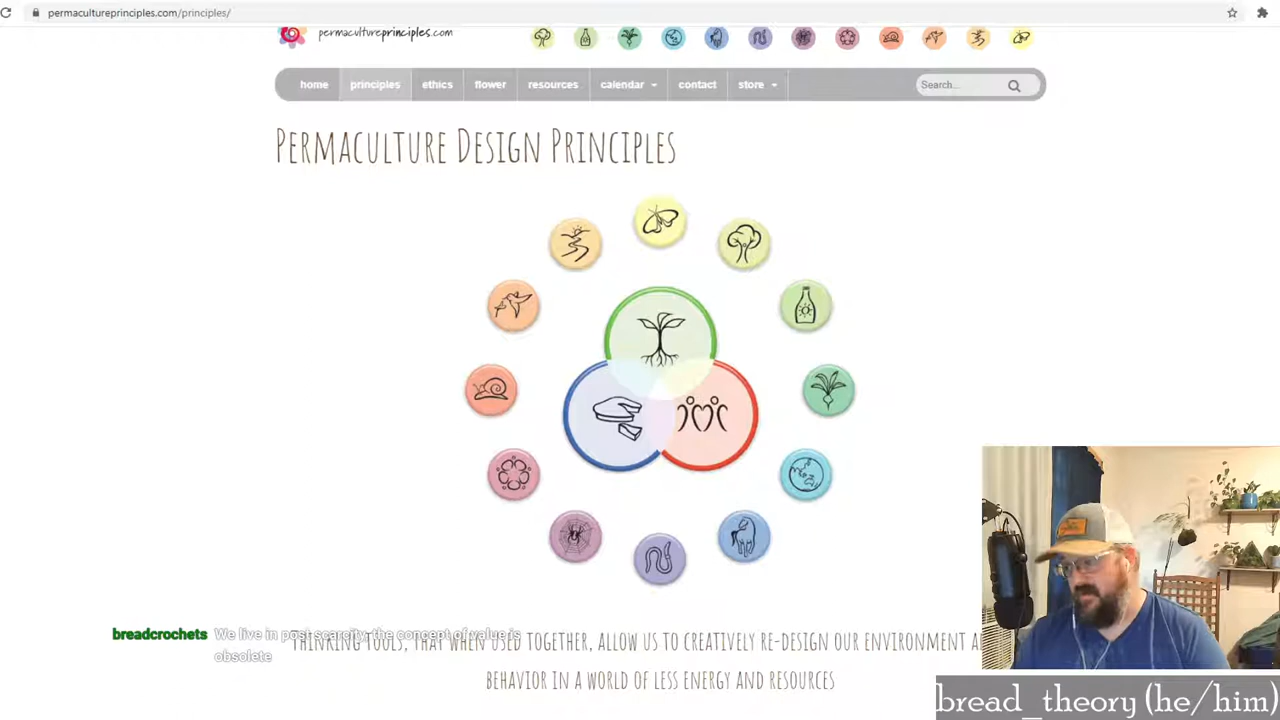 permacultureprinciples.com/principles/
permacultureprinciples.com
home principles ethics flower resources calendar contact store Search...
Permaculture Design Principles
breadcrochets We live in post scarcity, the concept of value is
obsolete
THINKING TOOLS, THAT WHEN USED TOGETHER, ALLOW US TO CREATIVELY RE-DESIGN OUR ENVIRONMENT
BEHAVIOR IN A WORLD OF LESS ENERGY AND RESOURCES
bread_theory (he/him)